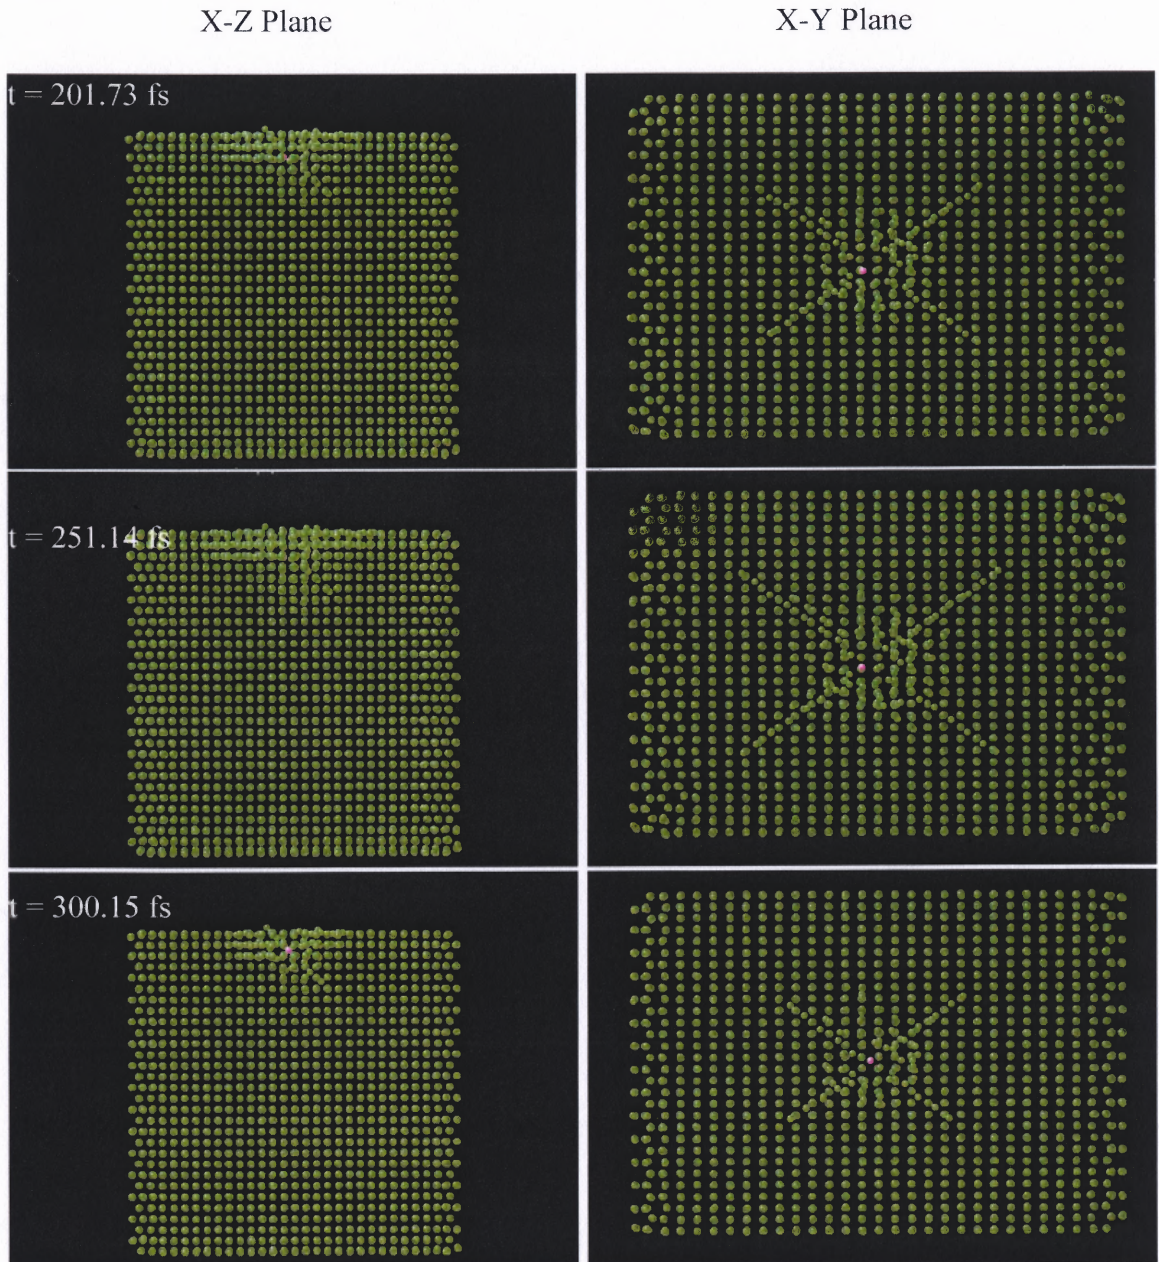 X-Z Plane
X-Y Plane
t = 201.73 fs
t = 251.14 fs
t = 300.15 fs